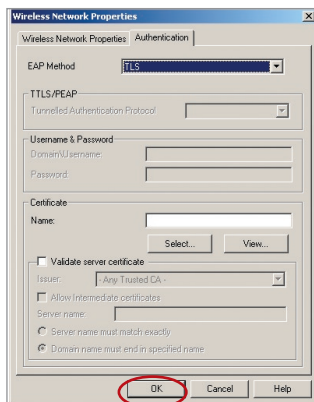 Wireless Network Properties
Wireless Network Properties Authentication
EAP Method TLS
TTLS/PEAP
Tunnelled Authentication Protocol
Username & Password
Domain\Username:
Password:
Certificate
Name:
Select... View...
Validate server certificate
Issuer: - Any Trusted CA -
Allow Intermediate certificates
Server name:
Server name must match exactly
Domain name must end in specified name
OK Cancel Help